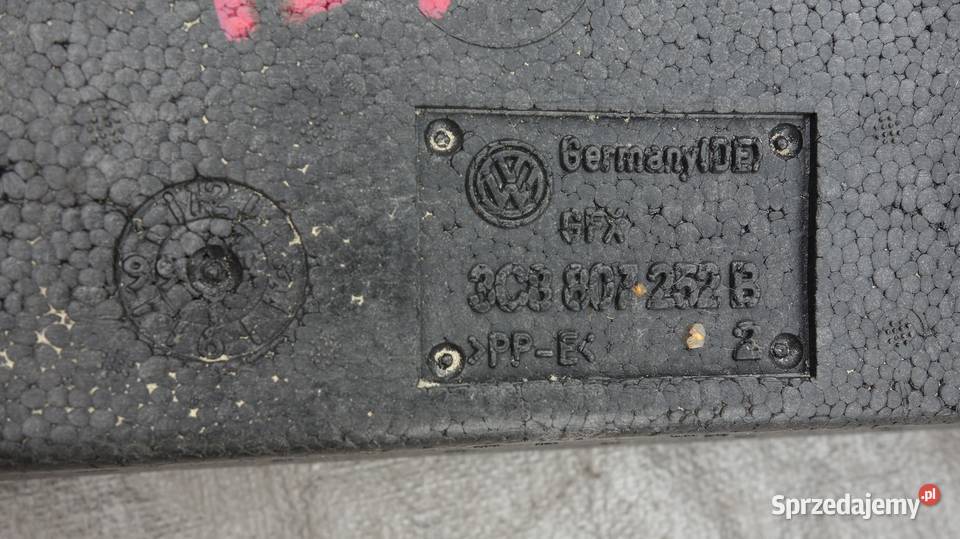 Germany(DE)
GFX
3C8 807 252 B
>PP-E<
2
Sprzedajemy.pl